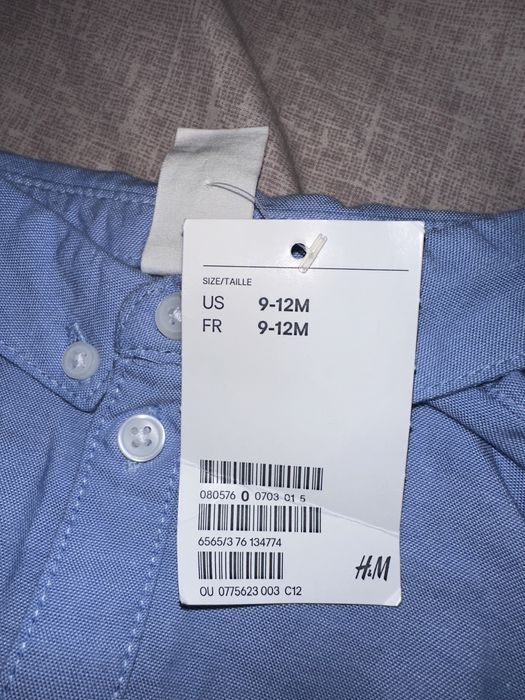 SIZE/TAILLE
US 9-12M
FR 9-12M
080576 0 0703 01 5
6565/3 76 134774
H&M
OU 0775623 003 C12